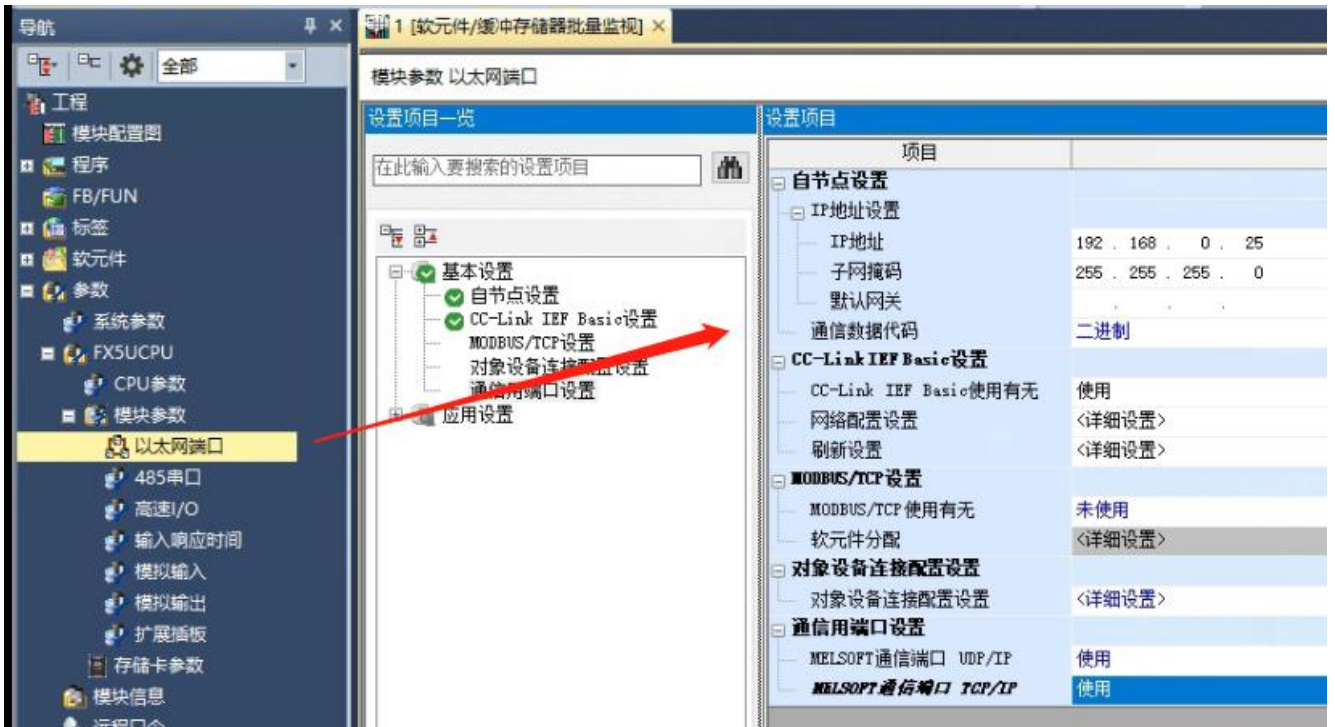 导航
全部
工程
模块配置图
程序
FB/FUN
标签
软元件
参数
系统参数
FX5UCPU
CPU参数
模块参数
以太网端口
485串口
高速I/O
输入响应时间
模拟输入
模拟输出
扩展插板
存储卡参数
模块信息
远程口令
1 [软元件/缓冲存储器批量监视]
模块参数 以太网端口
设置项目一览
在此输入要搜索的设置项目
基本设置
自节点设置
CC-Link IEF Basic设置
MODBUS/TCP设置
对象设备连接配置设置
通信用端口设置
应用设置
设置项目
项目
自节点设置
IP地址设置
IP地址 192 . 168 . 0 . 25
子网掩码 255 . 255 . 255 . 0
默认网关 . . .
通信数据代码 二进制
CC-Link IEF Basic设置
CC-Link IEF Basic使用有无 使用
网络配置设置 <详细设置>
刷新设置 <详细设置>
MODBUS/TCP设置
MODBUS/TCP使用有无 未使用
软元件分配 <详细设置>
对象设备连接配置设置
对象设备连接配置设置 <详细设置>
通信用端口设置
MELSOFT通信端口 UDP/IP 使用
MELSOFT通信端口 TCP/IP 使用